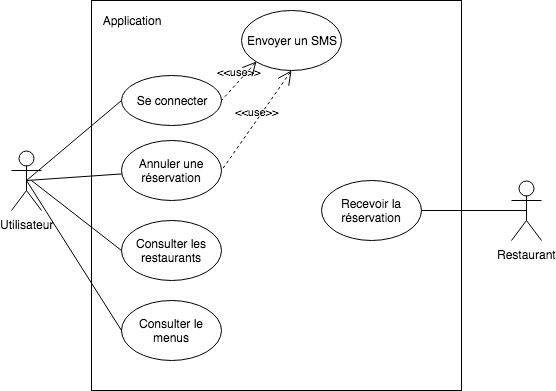 Application
Envoyer un SMS
<<use>>
Se connecter
<<use>>
Annuler une
réservation
Recevoir la
réservation
Utilisateur
Restaurant
Consulter les
restaurants
Consulter le
menus